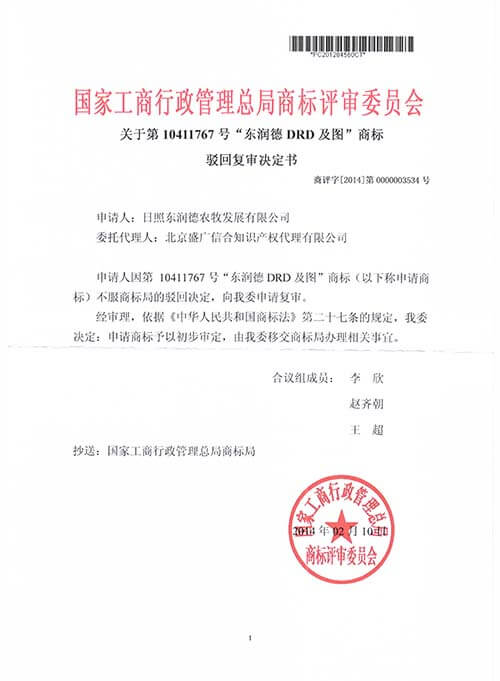 *FC201284560CT*
国家工商行政管理总局商标评审委员会
关于第 10411767 号“东润德 DRD 及图”商标
驳回复审决定书
商评字[2014]第 0000003534 号
申请人：日照东润德农牧发展有限公司
委托代理人：北京盛广信合知识产权代理有限公司
申请人因第 10411767 号“东润德 DRD 及图”商标（以下称申请商
标）不服商标局的驳回决定，向我委申请复审。
经审理，依据《中华人民共和国商标法》第二十七条的规定，我委
决定：申请商标予以初步审定，由我委移交商标局办理相关事宜。
合议组成员： 李 欣
赵齐朝
王 超
抄送：国家工商行政管理总局商标局
国家工商行政管理总局
2014 年 02 月 10 日
商标评审委员会
1